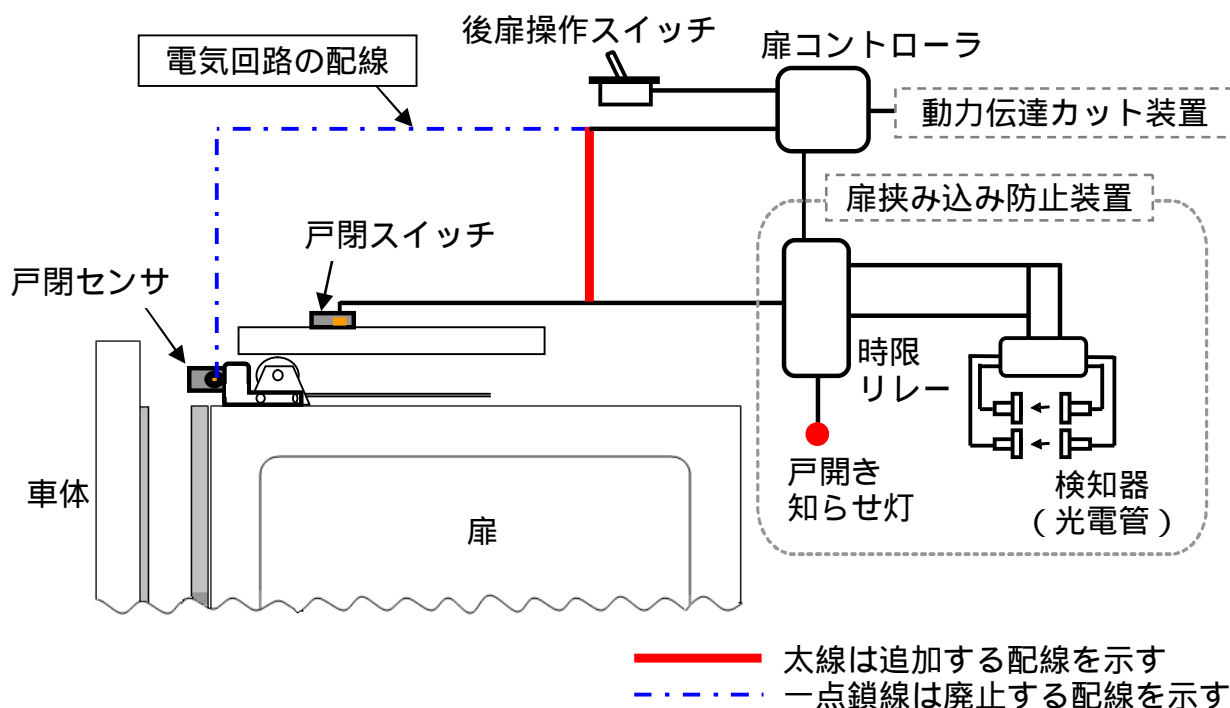 後扉操作スイッチ
扉コントローラ
電気回路の配線
動力伝達カット装置
扉挟み込み防止装置
戸閉スイッチ
戸閉センサ
時限
リレー
車体
扉
戸開き
知らせ灯
検知器
(光電管)
太線は追加する配線を示す
一点鎖線は廃止する配線を示す